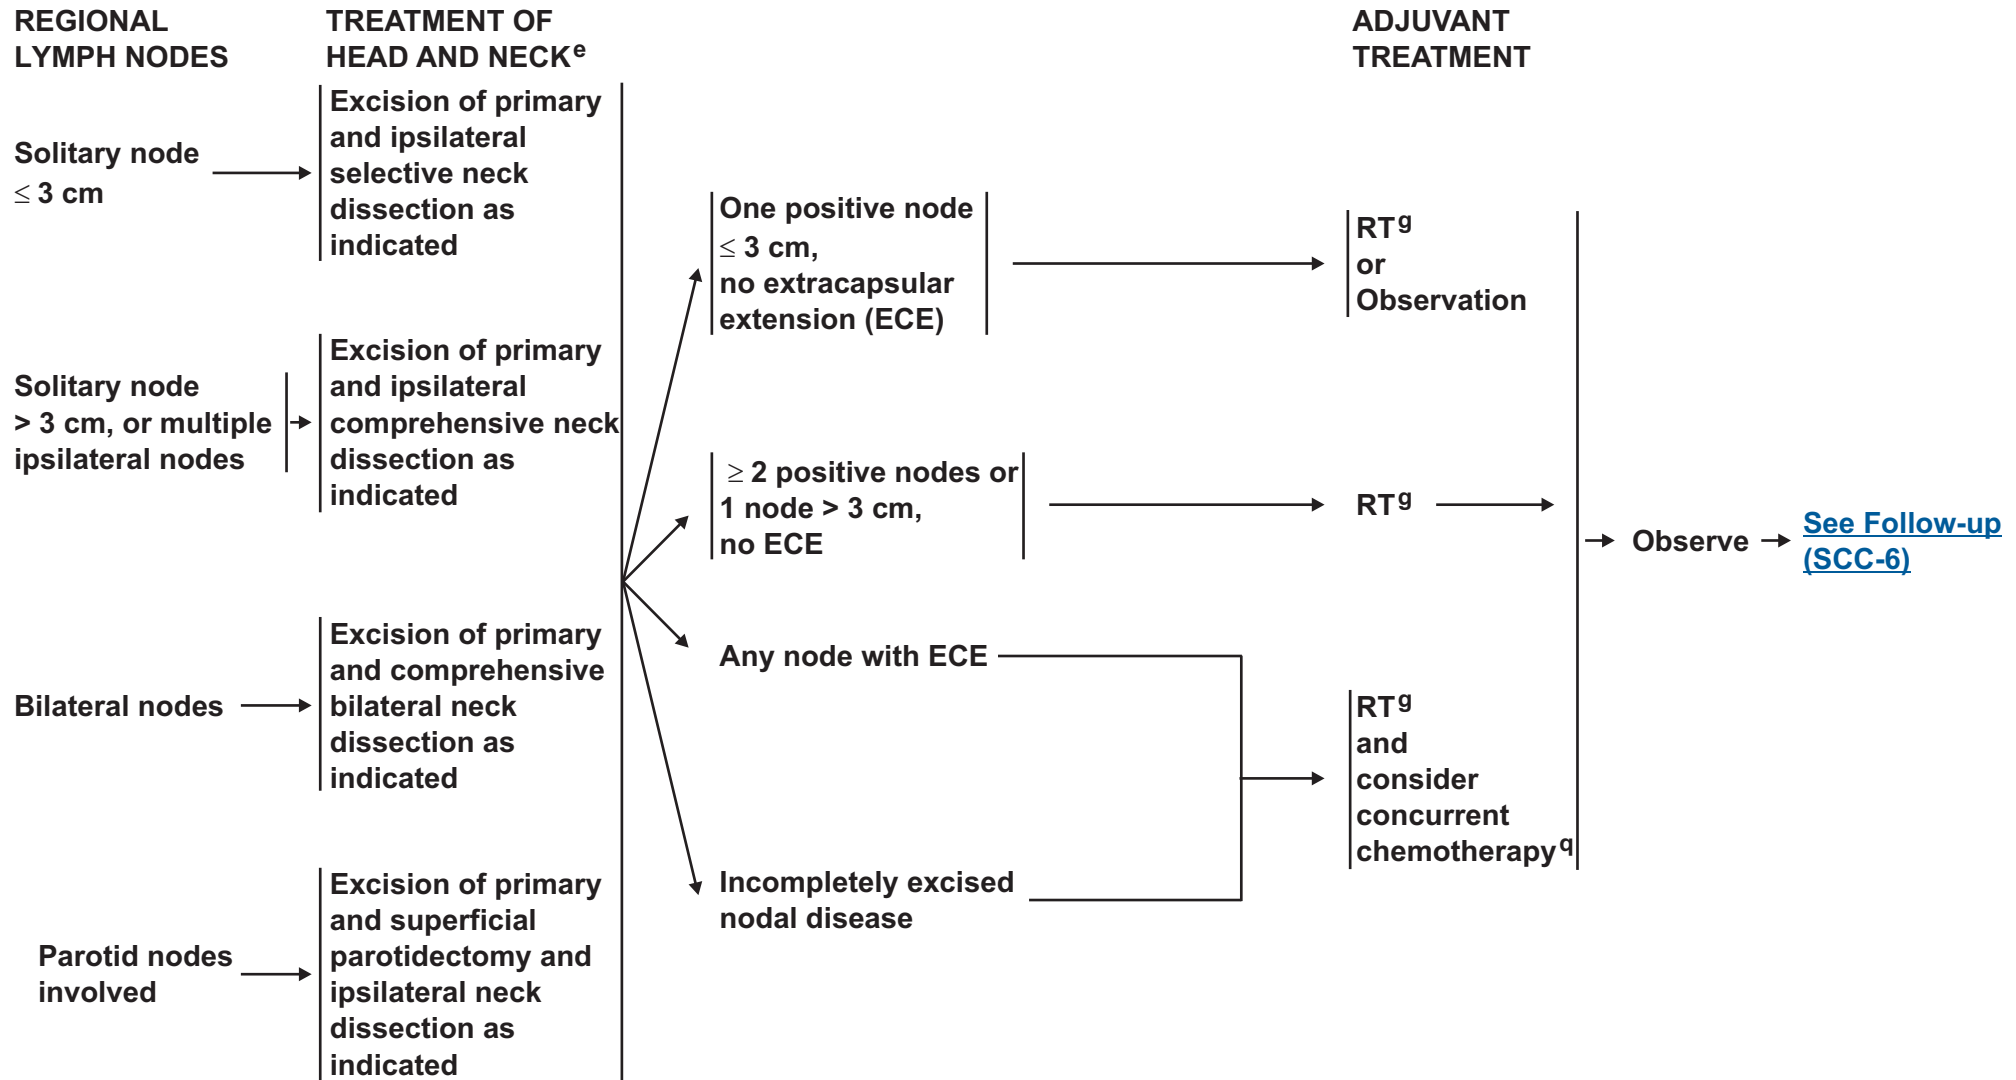 REGIONAL
LYMPH NODES
TREATMENT OF
HEAD AND NECK e
ADJUVANT
TREATMENT
Solitary node
≤ 3 cm
Excision of primary
and ipsilateral
selective neck
dissection as
indicated
Solitary node
> 3 cm, or multiple
ipsilateral nodes
Excision of primary
and ipsilateral
comprehensive neck
dissection as
indicated
Bilateral nodes
Excision of primary
and comprehensive
bilateral neck
dissection as
indicated
Parotid nodes
involved
Excision of primary
and superficial
parotidectomy and
ipsilateral neck
dissection as
indicated
One positive node
≤ 3 cm,
no extracapsular
extension (ECE)
≥ 2 positive nodes or
1 node > 3 cm,
no ECE
Any node with ECE
Incompletely excised
nodal disease
RT g
or
Observation
RT g
RT g
and
consider
concurrent
chemotherapy q
Observe
See Follow-up
(SCC-6)